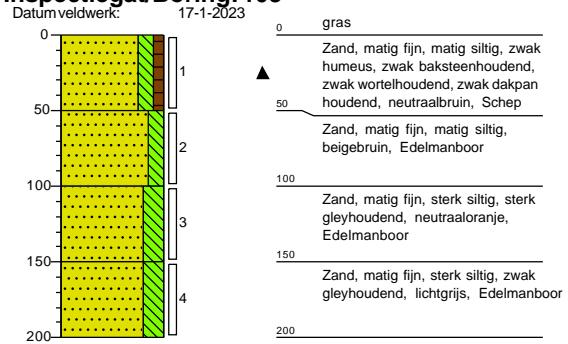 Datum veldwerk: 17-1-2023
0
50
100
150
200
1
2
3
4
0 gras
Zand, matig fijn, matig siltig, zwak
humeus, zwak baksteenhoudend,
zwak wortelhoudend, zwak dakpan
houdend, neutraalbruin, Schep
50
Zand, matig fijn, matig siltig,
beigebruin, Edelmanboor
100
Zand, matig fijn, sterk siltig, sterk
gleyhoudend, neutraaloranje,
Edelmanboor
150
Zand, matig fijn, sterk siltig, zwak
gleyhoudend, lichtgrijs, Edelmanboor
200